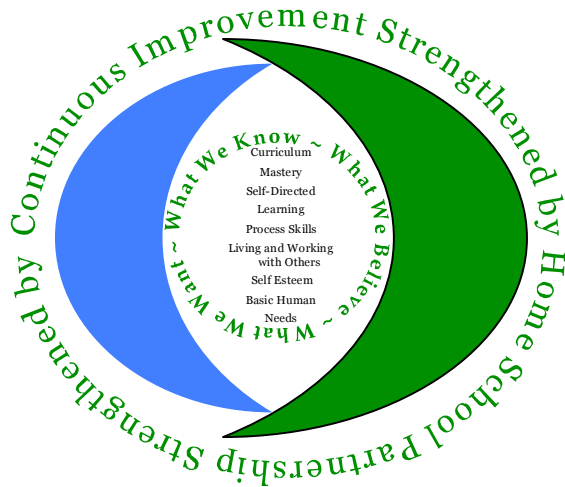 Continuous Improvement Strengthened by Home School Partnership Strengthened by
What We Know ~ What We Believe ~ What We Want ~
Curriculum
Mastery
Self-Directed
Learning
Process Skills
Living and Working
with Others
Self Esteem
Basic Human
Needs